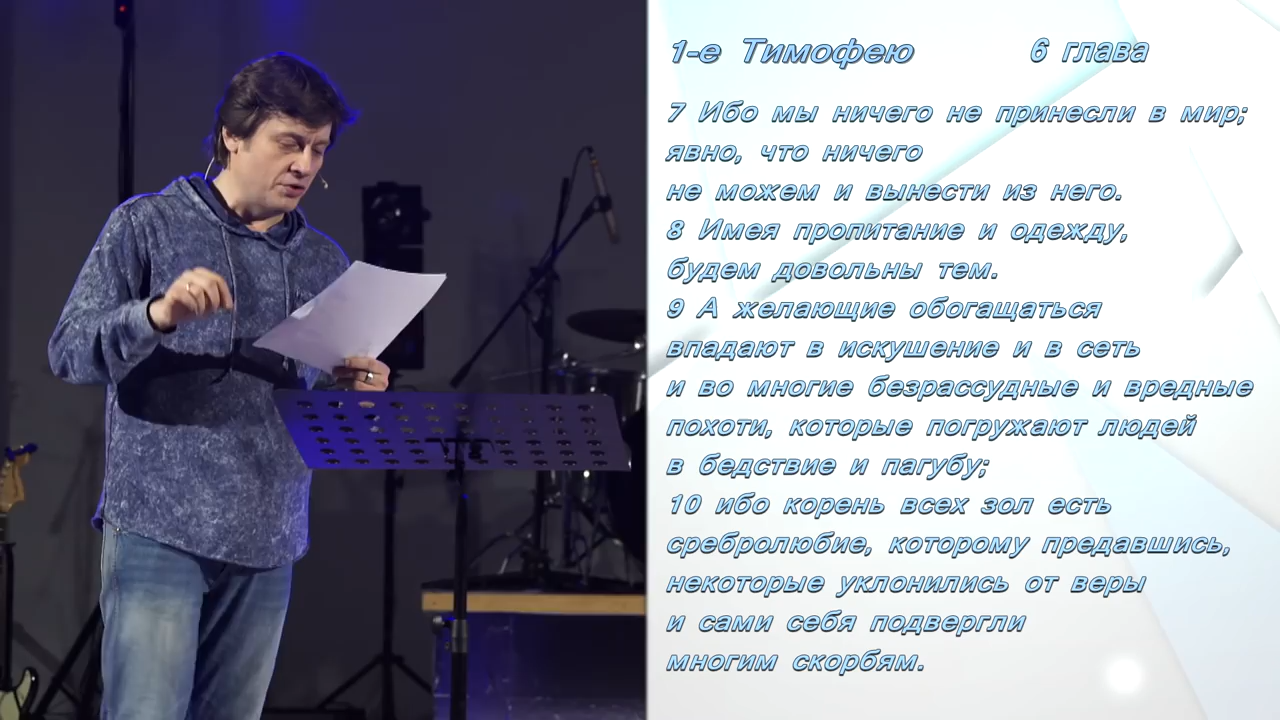 1-е Тимофею 6 глава
7 Ибо мы ничего не принесли в мир;
явно, что ничего
не можем и вынести из него.
8 Имея пропитание и одежду,
будем довольны тем.
9 А желающие обогащаться
впадают в искушение и в сеть
и во многие безрассудные и вредные
похоти, которые погружают людей
в бедствие и пагубу;
10 ибо корень всех зол есть
сребролюбие, которому предавшись,
некоторые уклонились от веры
и сами себя подвергли
многим скорбям.